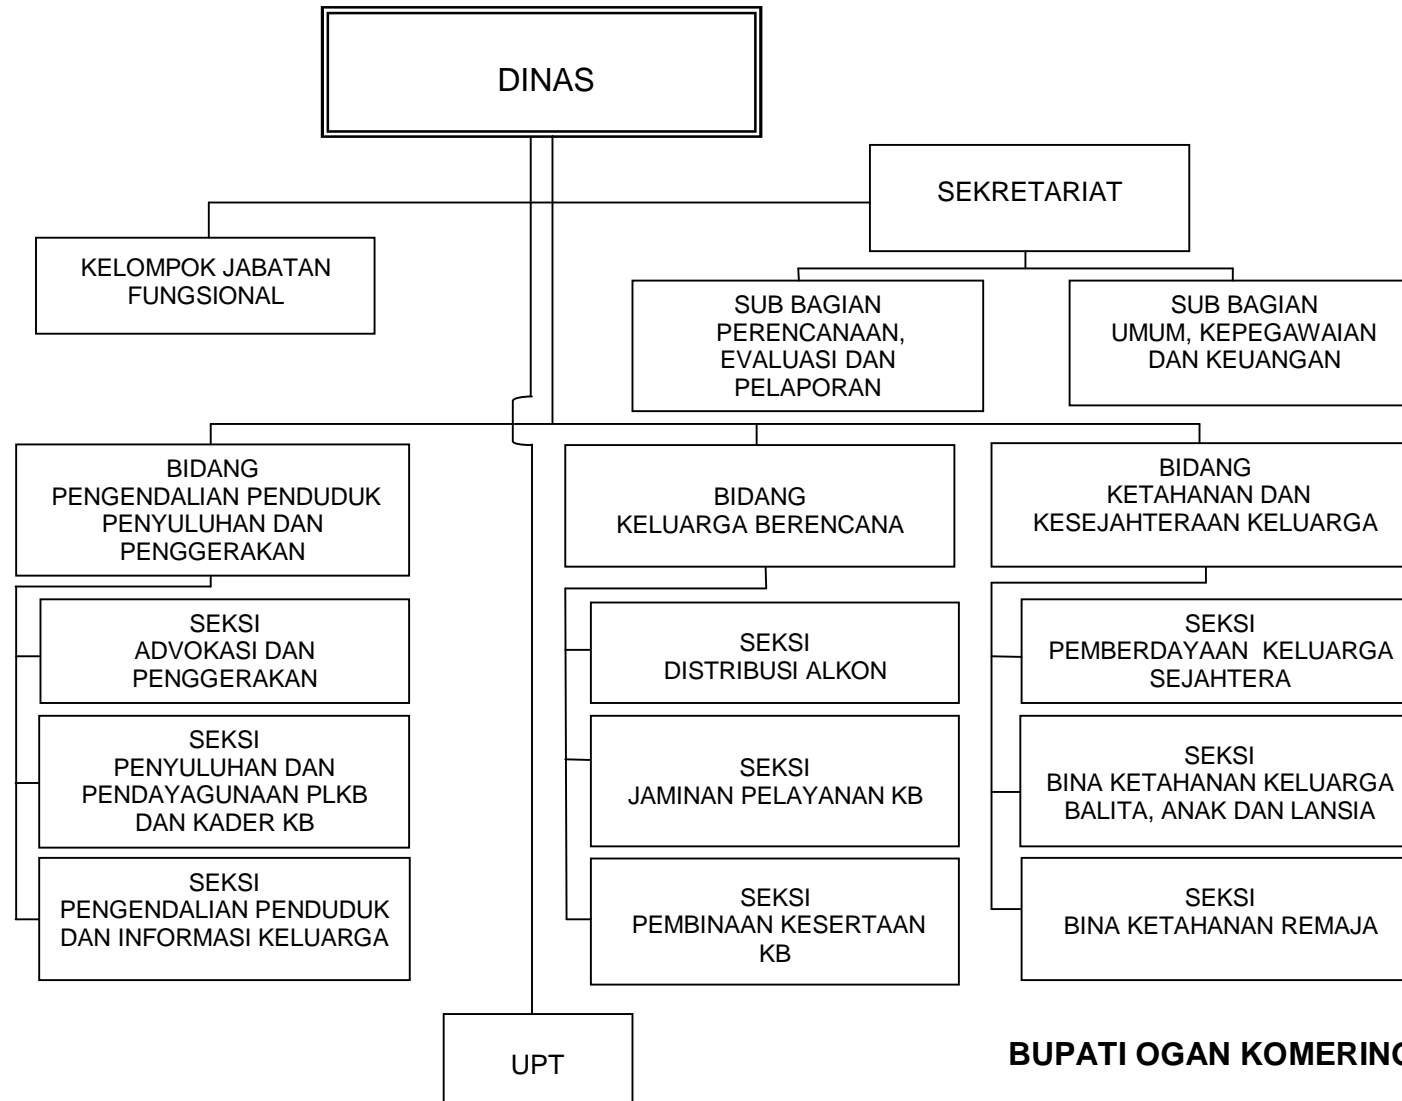 DINAS
SEKRETARIAT
KELOMPOK JABATAN
FUNGSIONAL
SUB BAGIAN
PERENCANAAN,
EVALUASI DAN
PELAPORAN
SUB BAGIAN
UMUM, KEPEGAWAIAN
DAN KEUANGAN
BIDANG
PENGENDALIAN PENDUDUK
PENYULUHAN DAN
PENGGERAKAN
BIDANG
KELUARGA BERENCANA
BIDANG
KETAHANAN DAN
KESEJAHTERAAN KELUARGA
SEKSI
ADVOKASI DAN
PENGGERAKAN
SEKSI
PENYULUHAN DAN
PENDAYAGUNAAN PLKB
DAN KADER KB
SEKSI
PENGENDALIAN PENDUDUK
DAN INFORMASI KELUARGA
SEKSI
DISTRIBUSI ALKON
SEKSI
JAMINAN PELAYANAN KB
SEKSI
PEMBINAAN KESERTAAN
KB
SEKSI
PEMBERDAYAAN KELUARGA
SEJAHTERA
SEKSI
BINA KETAHANAN KELUARGA
BALITA, ANAK DAN LANSIA
SEKSI
BINA KETAHANAN REMAJA
UPT
BUPATI OGAN KOMERING